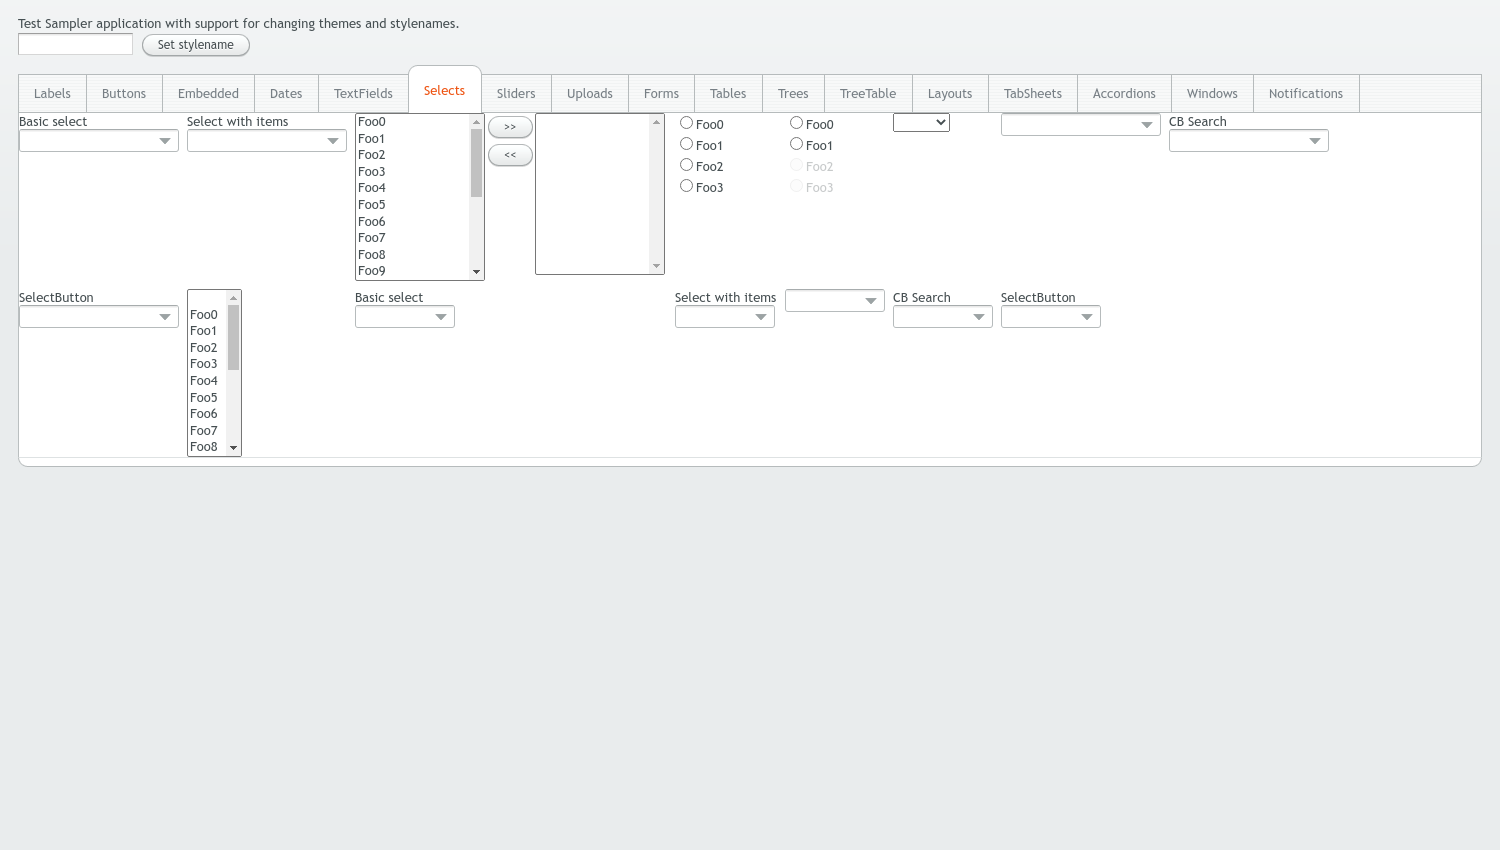 Test Sampler application with support for changing themes and stylenames.
Set stylename
Labels Buttons Embedded Dates TextFields Selects Sliders Uploads Forms Tables Trees TreeTable Layouts TabSheets Accordions Windows Notifications
Basic select
Select with items
Foo0
Foo1
Foo2
Foo3
Foo4
Foo5
Foo6
Foo7
Foo8
Foo9
>>
<<
Foo0
Foo1
Foo2
Foo3
Foo0
Foo1
Foo2
Foo3
CB Search
SelectButton
Foo0
Foo1
Foo2
Foo3
Foo4
Foo5
Foo6
Foo7
Foo8
Basic select
Select with items
CB Search
SelectButton